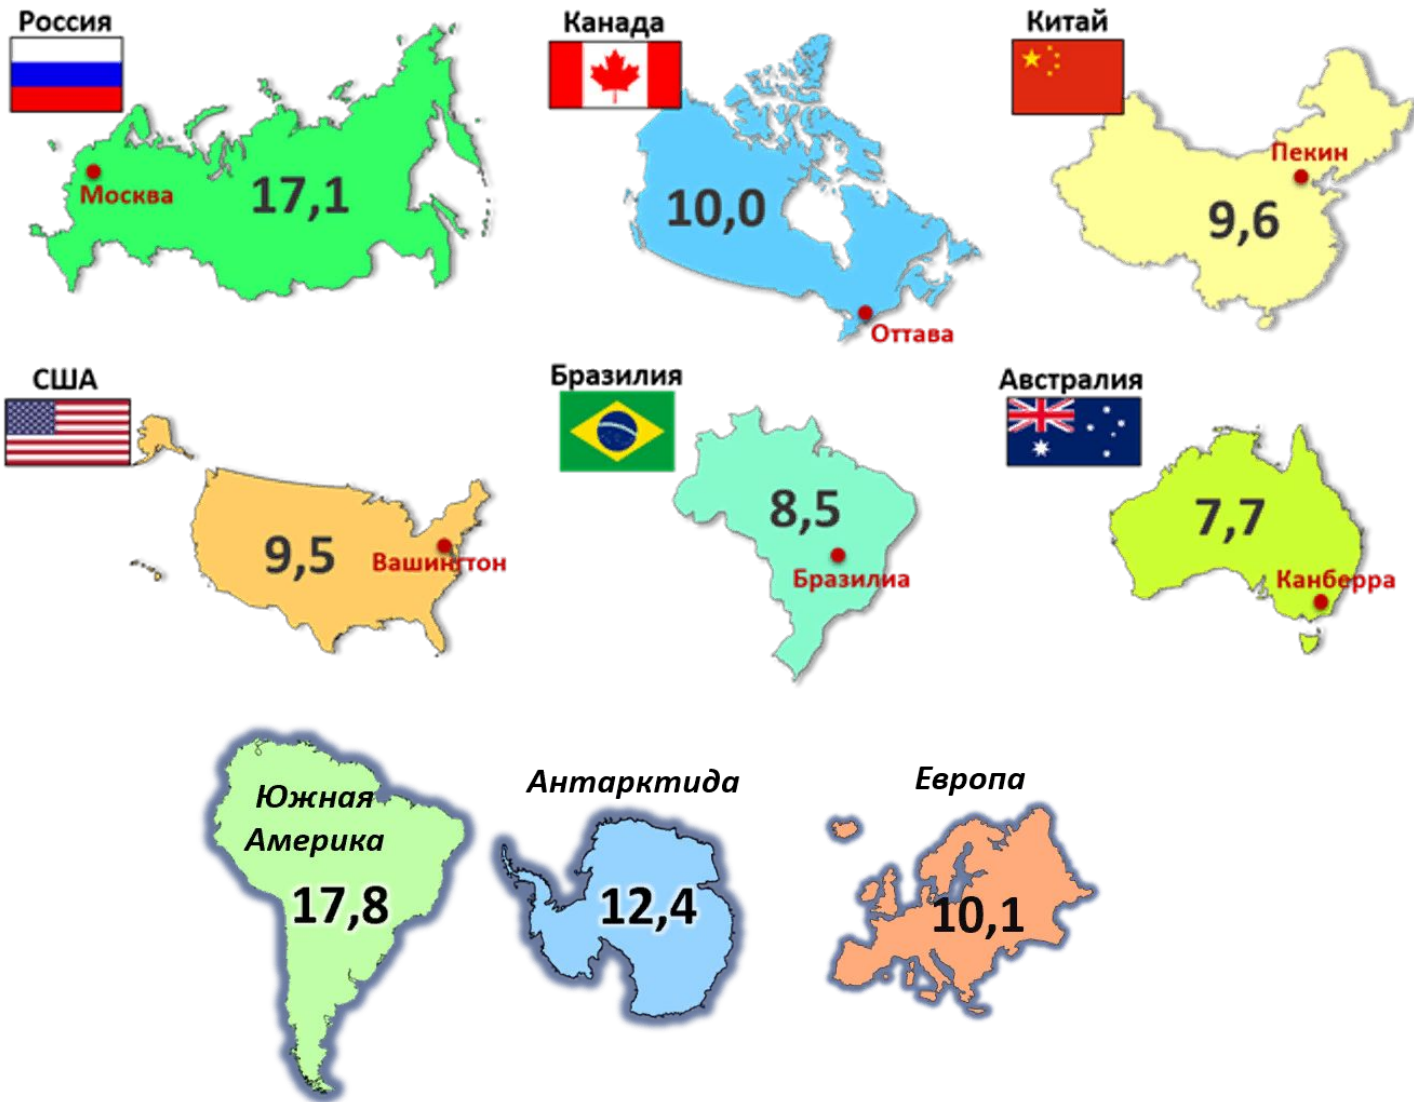 Россия
Канада
Китай
Москва
17,1
10,0
Оттава
Пекин
9,6
США
Бразилия
Австралия
9,5
Вашингтон
8,5
Бразилиа
7,7
Канберра
Южная
Америка
17,8
Антарктида
12,4
Европа
10,1